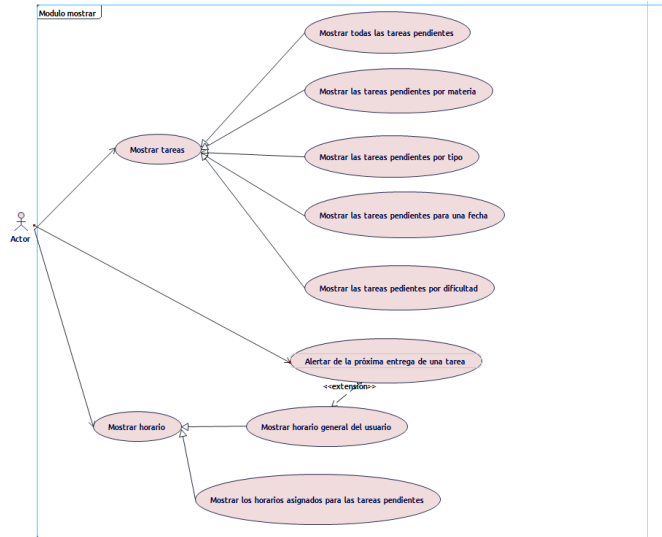 Modulo mostrar
Mostrar todas las tareas pendientes
Mostrar las tareas pendientes por materia
Mostrar tareas
Mostrar las tareas pendientes por tipo
Mostrar las tareas pendientes para una fecha
Actor
Mostrar las tareas pedientes por dificultad
Alertar de la próxima entrega de una tarea
<<extensión>>
Mostrar horario
Mostrar horario general del usuario
Mostrar los horarios asignados para las tareas pendientes